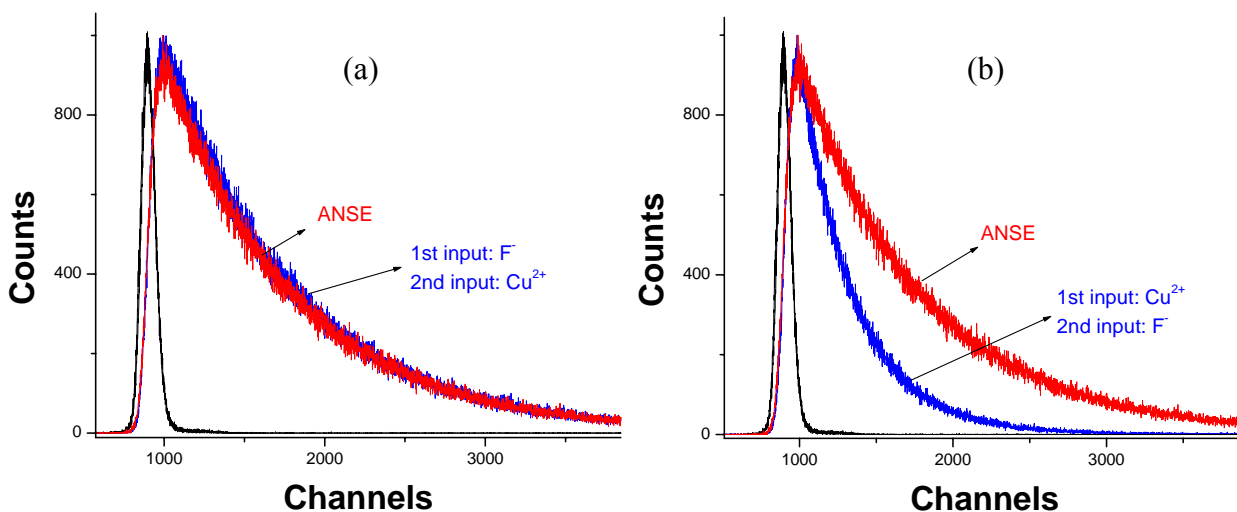 (a)
800
400
0
Counts
ANSE
1st input: F⁻
2nd input: Cu²⁺
1000
2000
3000
Channels
(b)
800
400
0
Counts
ANSE
1st input: Cu²⁺
2nd input: F⁻
1000
2000
3000
Channels